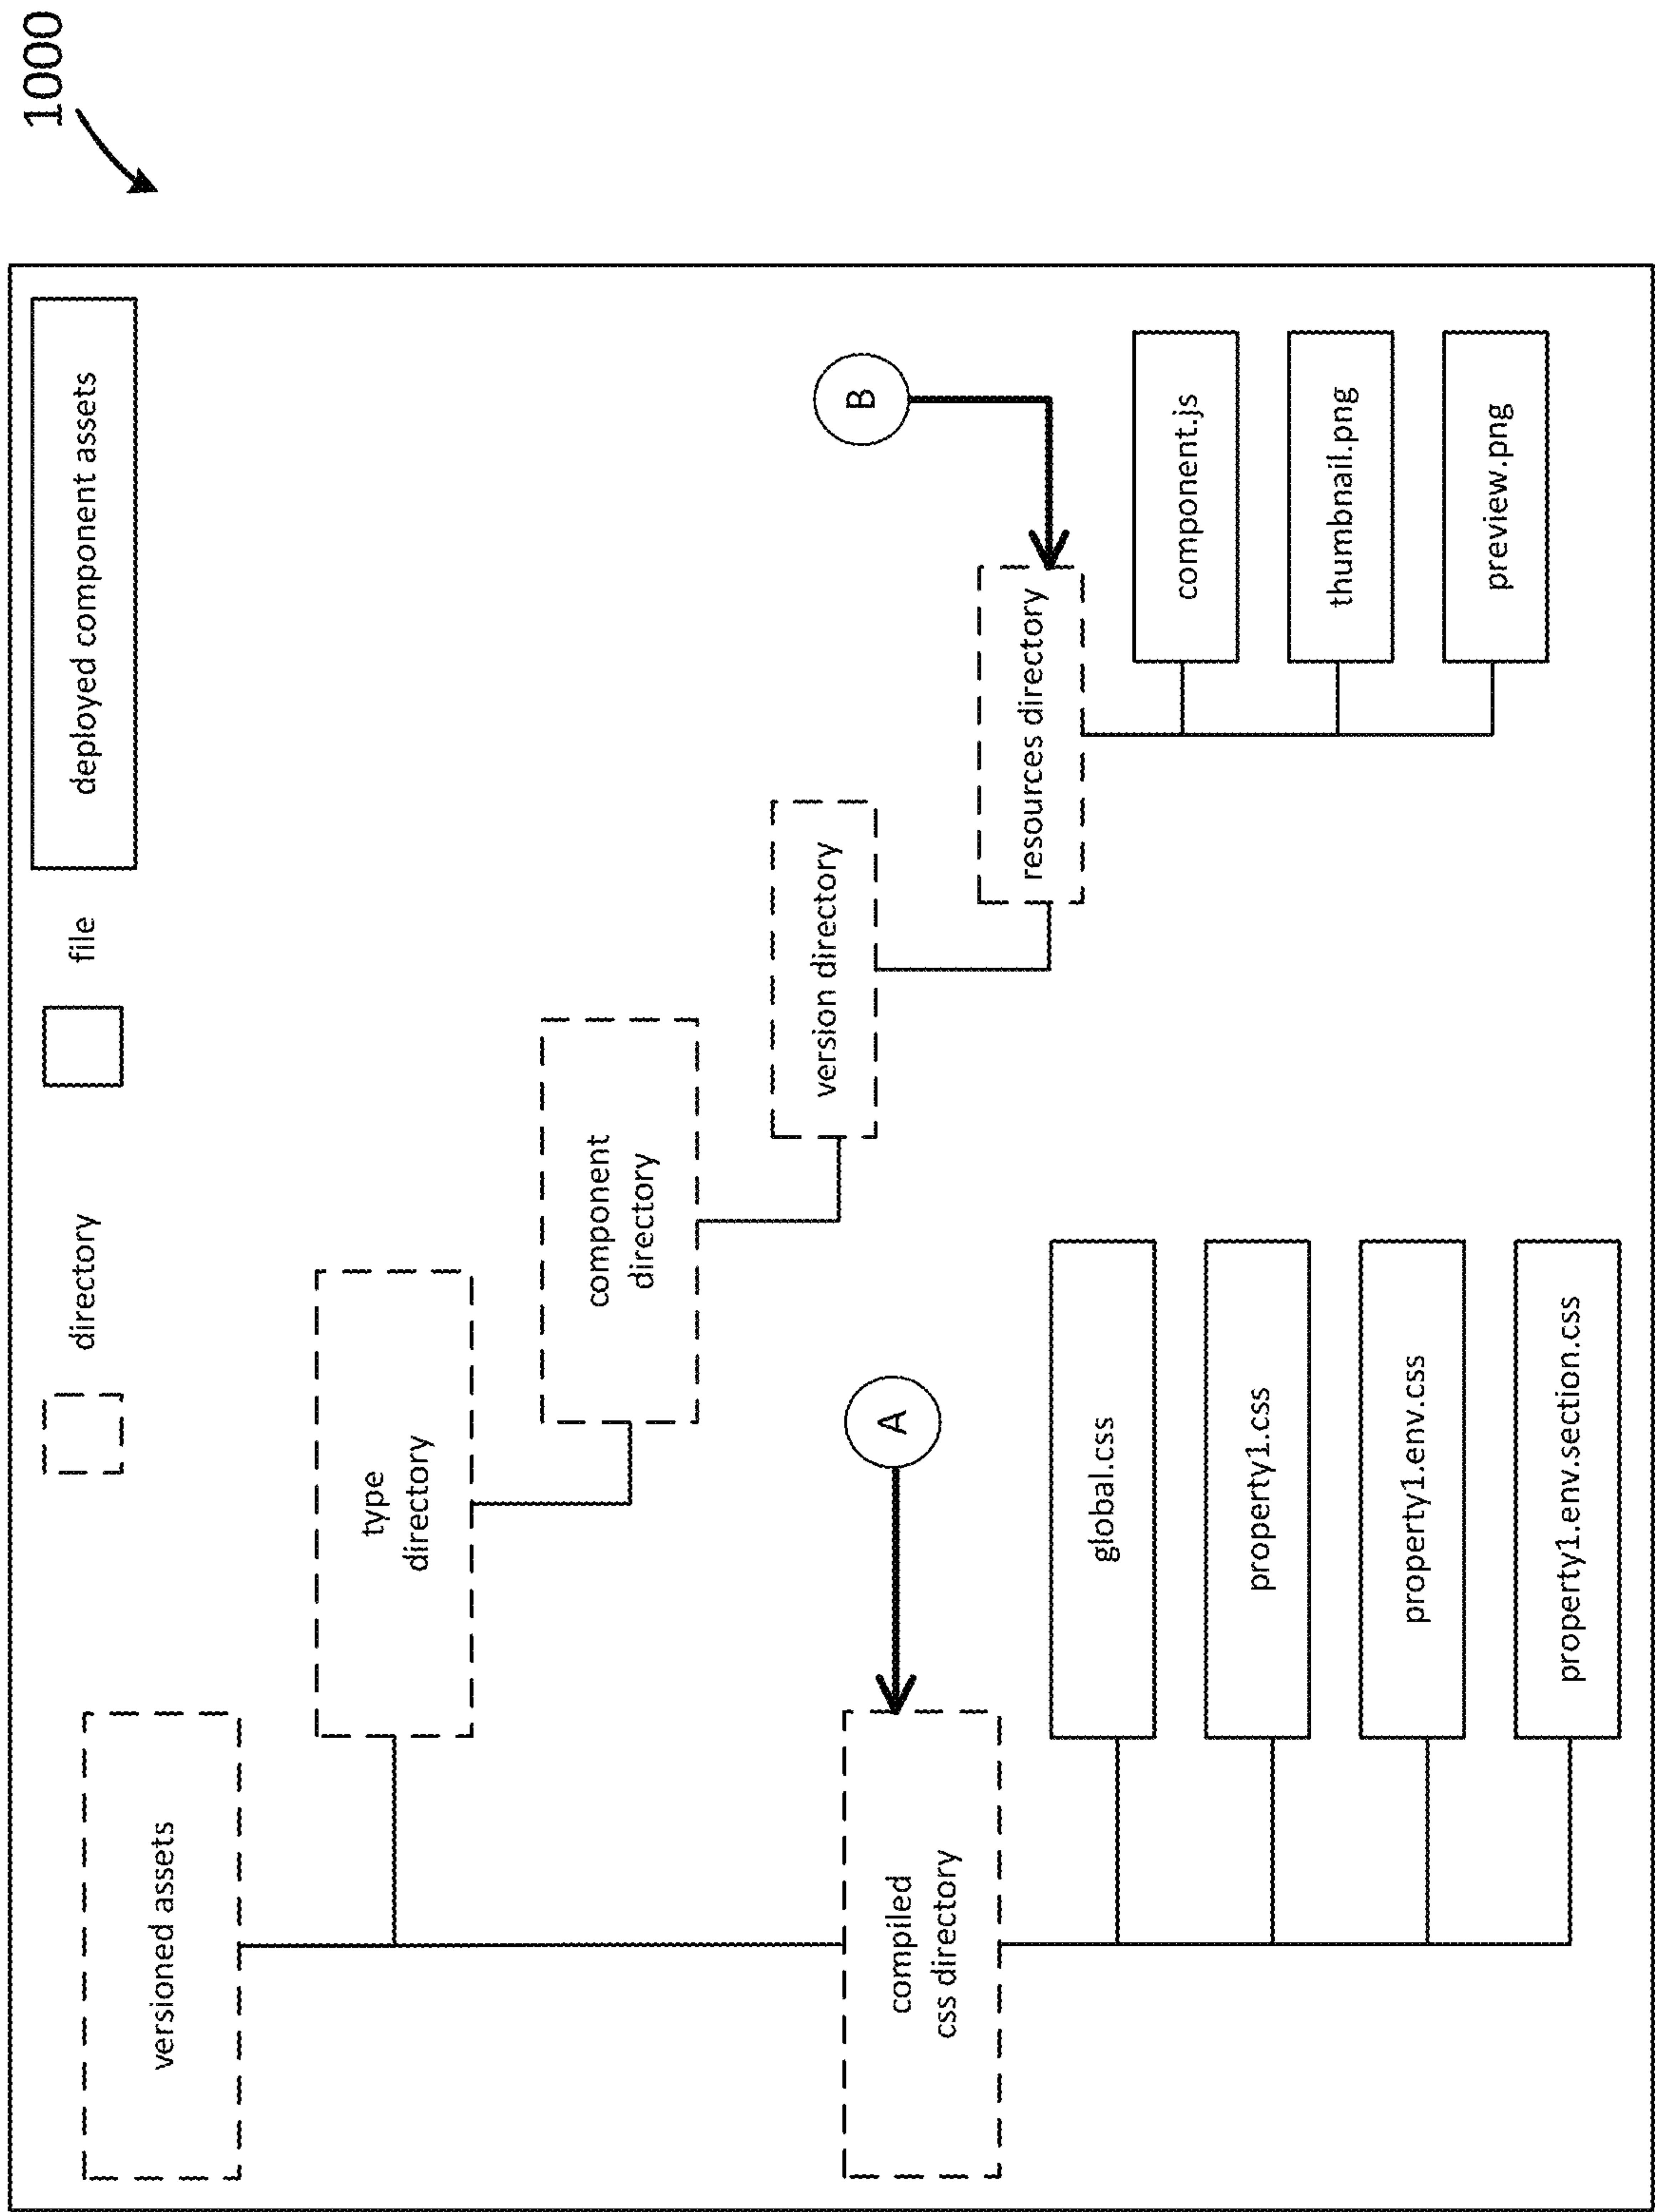 1000
directory
file
deployed component assets
versioned assets
type
directory
component
directory
version directory
B
resources directory
component.js
thumbnail.png
preview.png
A
compiled
css directory
global.css
property1.css
property1.env.css
property1.env.section.css